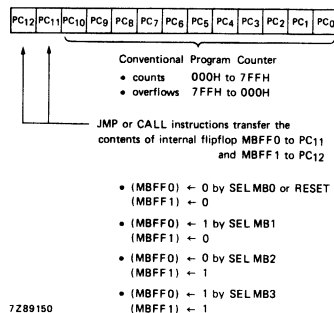 PC12 PC11 PC10 PC9 PC8 PC7 PC6 PC5 PC4 PC3 PC2 PC1 PC0
Conventional Program Counter
• counts 000H to 7FFH
• overflows 7FFH to 000H
JMP or CALL instructions transfer the
contents of internal flipflop MBFF0 to PC11
and MBFF1 to PC12
• (MBFF0) ← 0 by SEL MB0 or RESET
(MBFF1) ← 0
• (MBFF0) ← 1 by SEL MB1
(MBFF1) ← 0
• (MBFF0) ← 0 by SEL MB2
(MBFF1) ← 1
• (MBFF0) ← 1 by SEL MB3
(MBFF1) ← 1
7Z89150